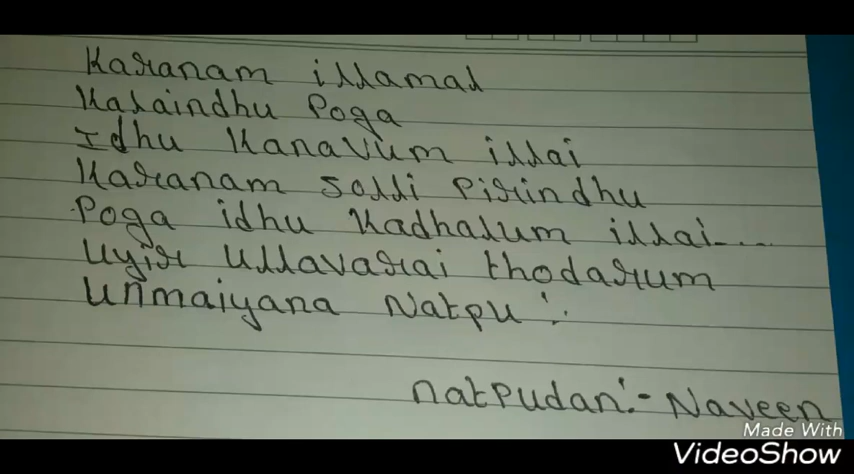 Karanam illamal
Kalaindhu Poga
Idhu Kanavum illai
Karanam solli Pirindhu
Poga idhu Kadhalum illai....
Uyir Ullavarai thodarum
Unmaiyana Natpu :.
natpudan:- Naveen
Made With
VideoShow